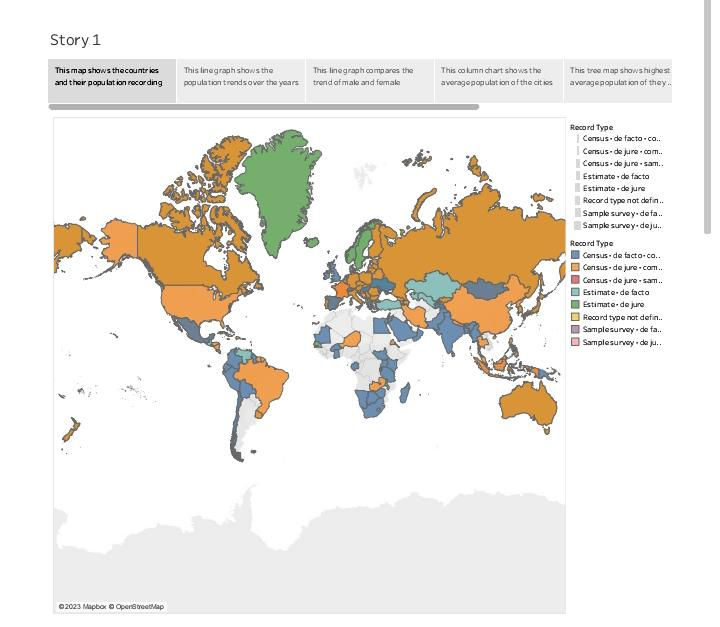 Story 1
This map shows the countries
and their population recording
This line graph shows the
population trends over the years
This line graph compares the
trend of male and female
This column chart shows the
average population of the cities
This tree map shows highest
average population of they ..
Record Type
Census - de facto - co..
Census - de jure - com..
Census - de jure - sam..
Estimate - de facto
Estimate - de jure
Record type not defin..
Sample survey - de fa..
Sample survey - de ju..
Record Type
Census - de facto - co..
Census - de jure - com..
Census - de jure - sam..
Estimate - de facto
Estimate - de jure
Record type not defin..
Sample survey - de fa..
Sample survey - de ju..
©2023 Mapbox © OpenStreetMap